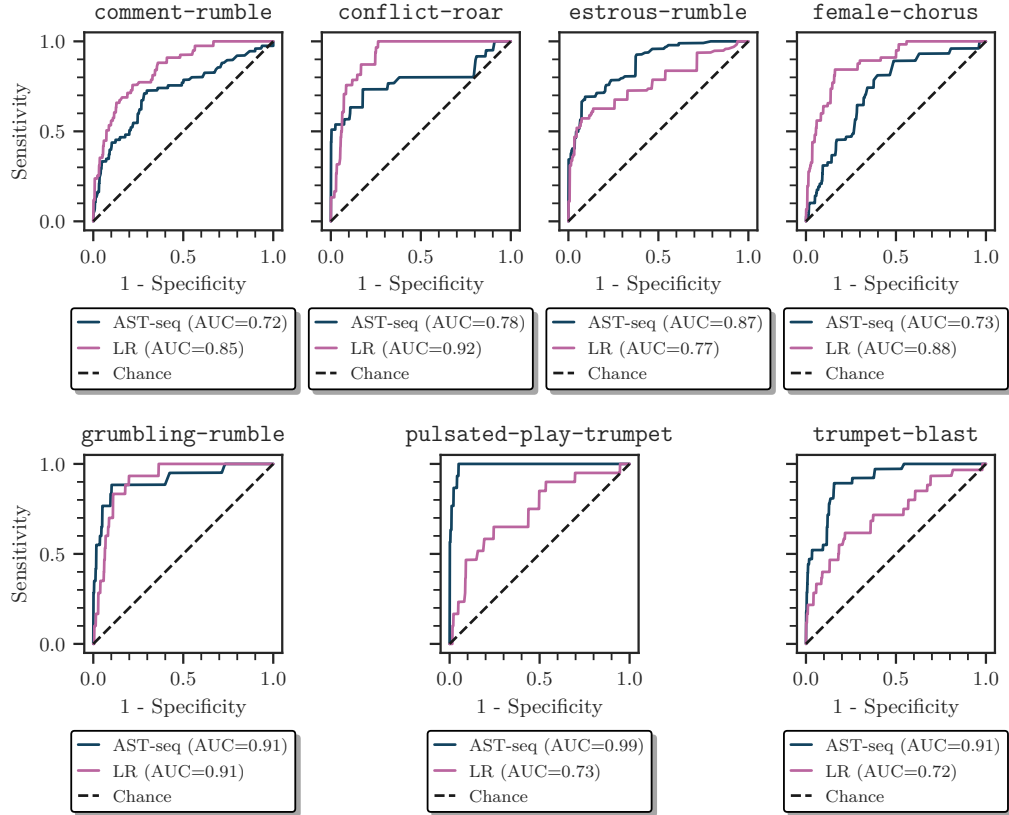 comment-rumble
conflict-roar
estrous-rumble
female-chorus
Sensitivity
1.0
0.5
0.0
0.0 0.5 1.0
0.0 0.5 1.0
0.0 0.5 1.0
0.0 0.5 1.0
1 - Specificity
1 - Specificity
1 - Specificity
1 - Specificity
AST-seq (AUC=0.72)
LR (AUC=0.85)
Chance
AST-seq (AUC=0.78)
LR (AUC=0.92)
Chance
AST-seq (AUC=0.87)
LR (AUC=0.77)
Chance
AST-seq (AUC=0.73)
LR (AUC=0.88)
Chance
grumbling-rumble
pulsated-play-trumpet
trumpet-blast
Sensitivity
1.0
0.5
0.0
0.0 0.5 1.0
0.0 0.5 1.0
0.0 0.5 1.0
1 - Specificity
1 - Specificity
1 - Specificity
AST-seq (AUC=0.91)
LR (AUC=0.91)
Chance
AST-seq (AUC=0.99)
LR (AUC=0.73)
Chance
AST-seq (AUC=0.91)
LR (AUC=0.72)
Chance